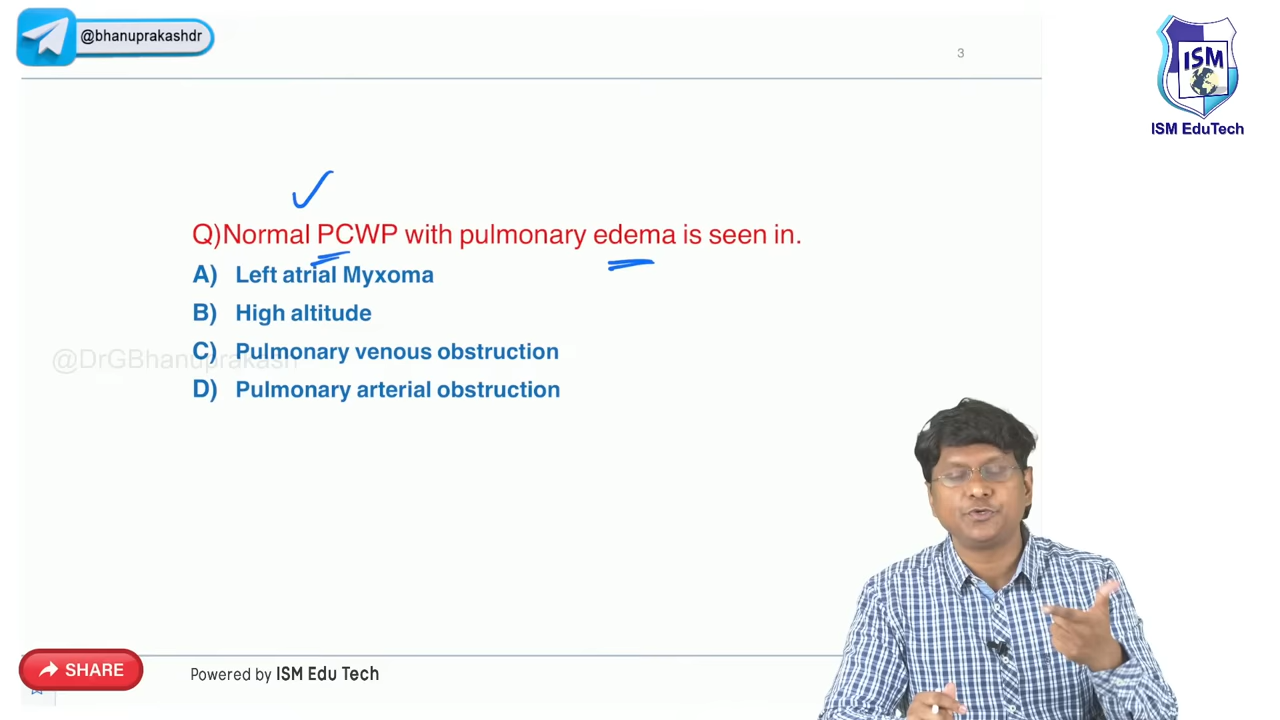 @bhanuprakashdr
3
ISM
ISM EduTech
Q)Normal PCWP with pulmonary edema is seen in.
A) Left atrial Myxoma
B) High altitude
C) Pulmonary venous obstruction
@DrGBhanuprakash
D) Pulmonary arterial obstruction
SHARE
Powered by ISM Edu Tech